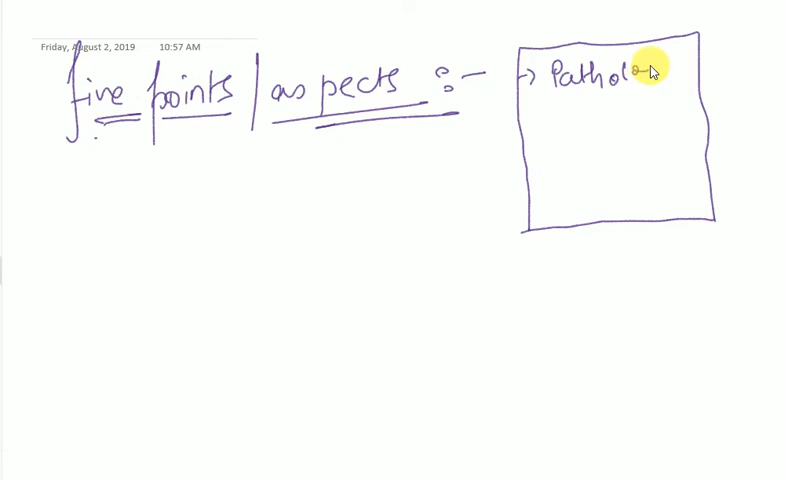 Friday, August 2, 2019 10:57 AM
five points | aspects :-
→ Pathol